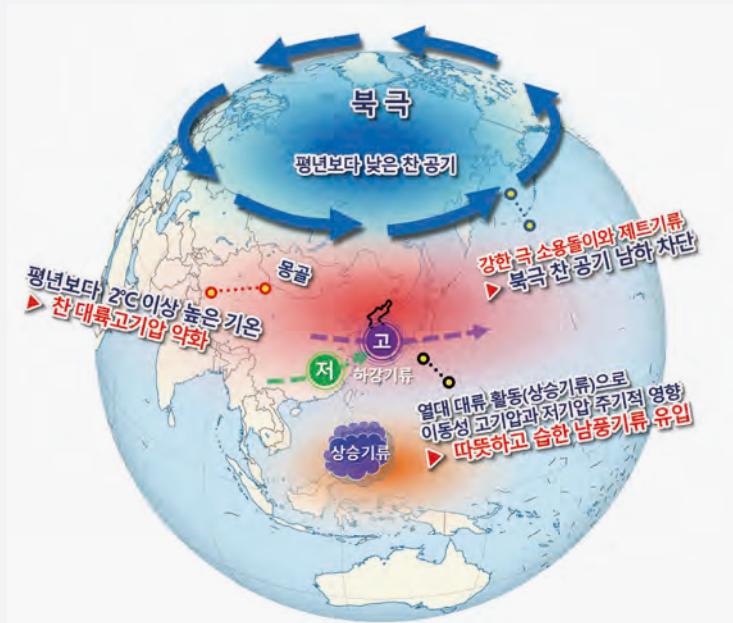 북극
평년보다 낮은 찬 공기
강한 극 소용돌이와 제트기류
▶ 북극 찬 공기 남하 차단
몽골
평년보다 2℃ 이상 높은 기온
▶ 찬 대륙고기압 약화
고
저
하강기류
열대 대류 활동(상승기류)으로
이동성 고기압과 저기압 주기적 영향
▶ 따뜻하고 습한 남풍기류 유입
상승기류